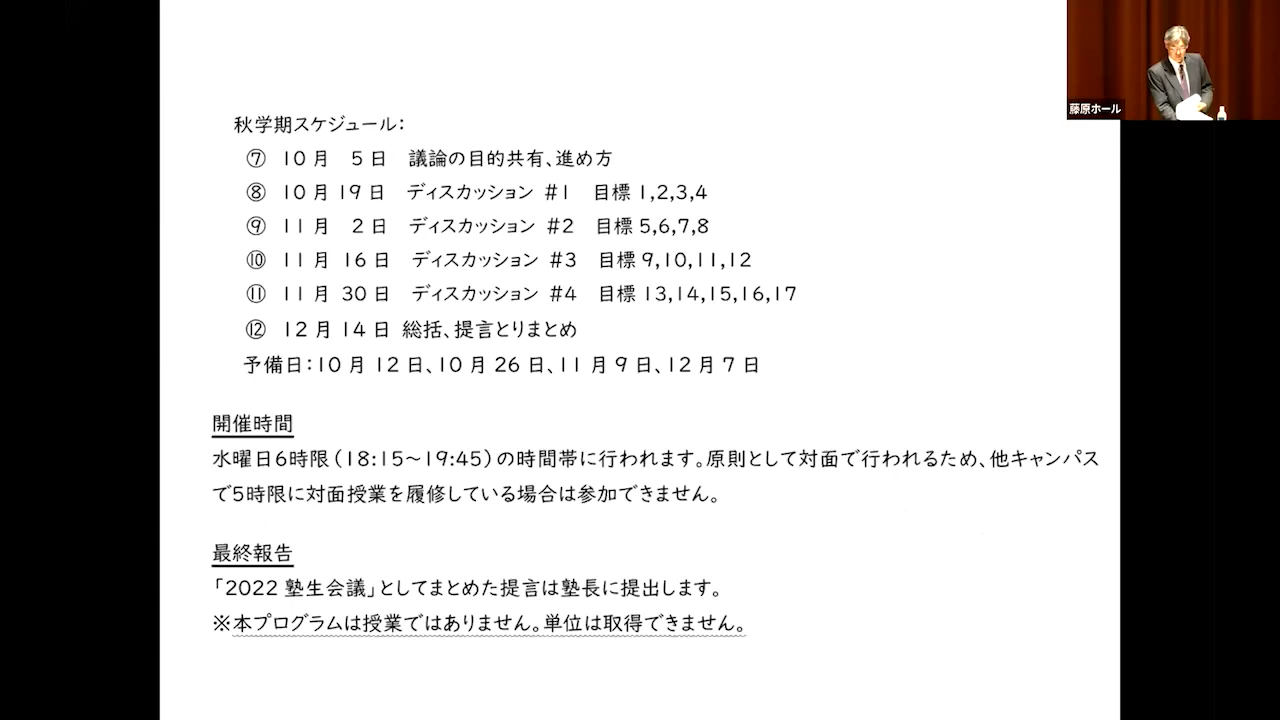 藤原ホール
秋学期スケジュール：
⑦ 10月 5日 議論の目的共有、進め方
⑧ 10月19日 ディスカッション #1 目標1,2,3,4
⑨ 11月 2日 ディスカッション #2 目標5,6,7,8
⑩ 11月 16日 ディスカッション #3 目標9,10,11,12
⑪ 11月 30日 ディスカッション #4 目標13,14,15,16,17
⑫ 12月14日 総括、提言とりまとめ
予備日：10月12日、10月26日、11月9日、12月7日
開催時間
水曜日6時限（18:15～19:45）の時間帯に行われます。原則として対面で行われるため、他キャンパス
で5時限に対面授業を履修している場合は参加できません。
最終報告
「2022塾生会議」としてまとめた提言は塾長に提出します。
※本プログラムは授業ではありません。単位は取得できません。